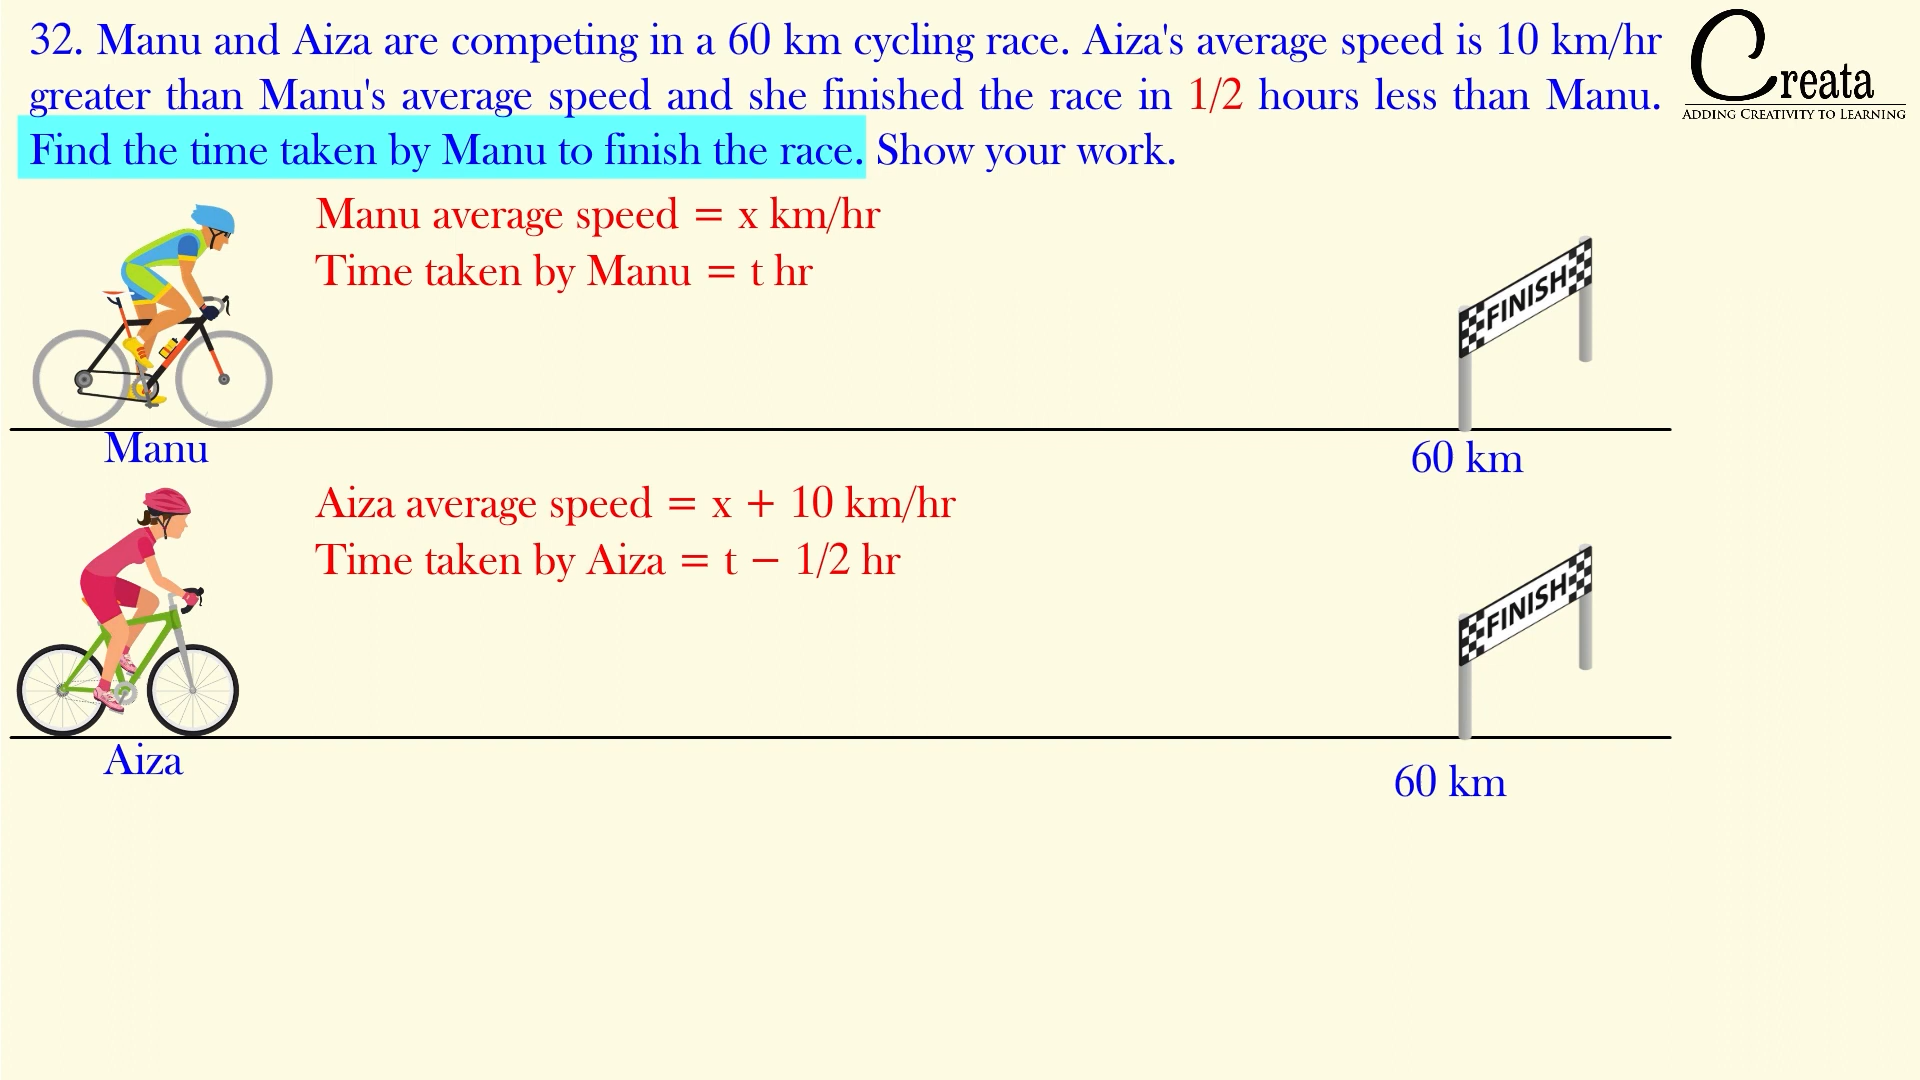 32. Manu and Aiza are competing in a 60 km cycling race. Aiza's average speed is 10 km/hr
greater than Manu's average speed and she finished the race in 1/2 hours less than Manu.
Find the time taken by Manu to finish the race. Show your work.
Creata
ADDING CREATIVITY TO LEARNING
Manu average speed = x km/hr
Time taken by Manu = t hr
FINISH
Manu
60 km
Aiza average speed = x + 10 km/hr
Time taken by Aiza = t − 1/2 hr
FINISH
Aiza
60 km